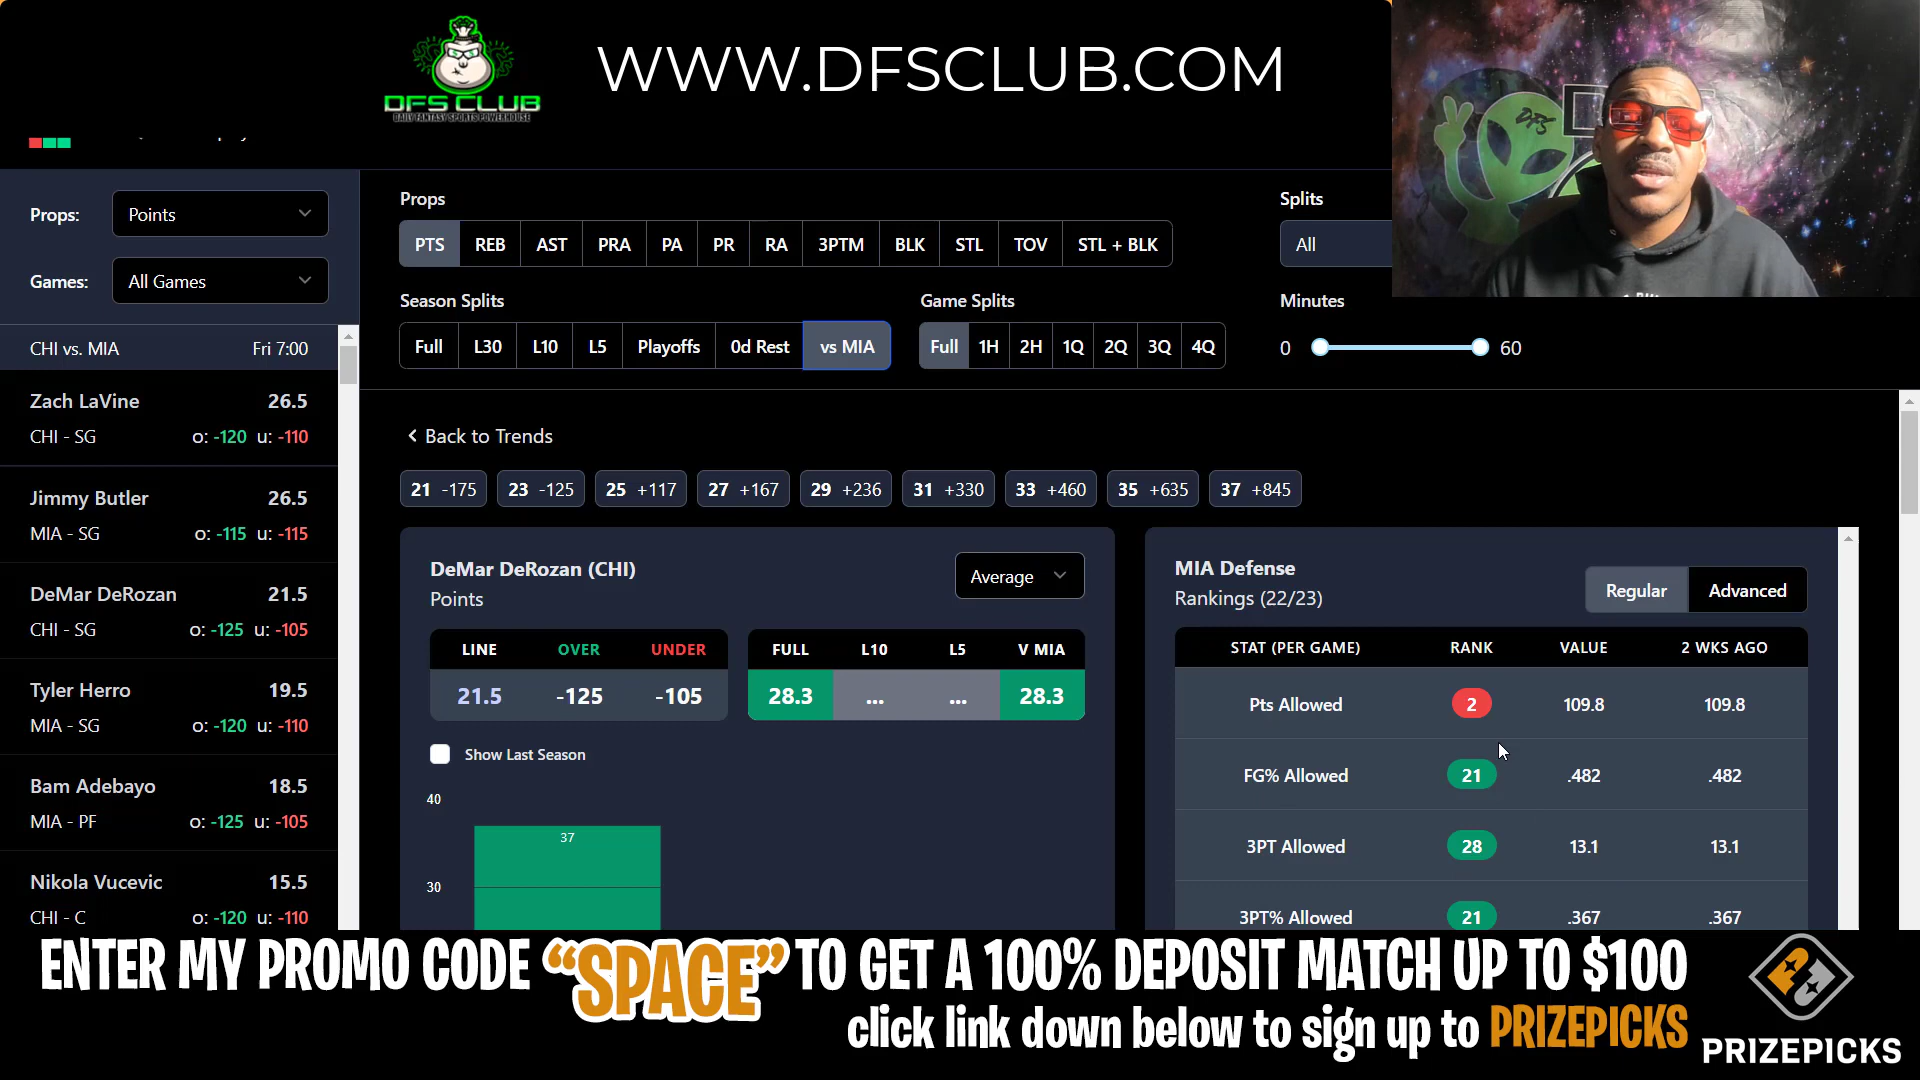 WWW.DFSCLUB.COM
DFS CLUB
DAILY FANTASY SPORTS POWERHOUSE
DFS
Props:
Points
Games:
All Games
CHI vs. MIA
Fri 7:00
Zach LaVine
26.5
CHI - SG
o: -120 u: -110
Jimmy Butler
26.5
MIA - SG
o: -115 u: -115
DeMar DeRozan
21.5
CHI - SG
o: -125 u: -105
Tyler Herro
19.5
MIA - SG
o: -120 u: -110
Bam Adebayo
18.5
MIA - PF
o: -125 u: -105
Nikola Vucevic
15.5
CHI - C
o: -120 u: -110
Props
PTS REB AST PRA PA PR RA 3PTM BLK STL TOV STL + BLK
Splits
All
Season Splits
Full L30 L10 L5 Playoffs 0d Rest vs MIA
Game Splits
Full 1H 2H 1Q 2Q 3Q 4Q
Minutes
0 60
Back to Trends
21 -175 23 -125 25 +117 27 +167 29 +236 31 +330 33 +460 35 +635 37 +845
DeMar DeRozan (CHI)
Points
Average
LINE OVER UNDER
21.5 -125 -105
FULL L10 L5 V MIA
28.3 ... ... 28.3
Show Last Season
40
37
30
MIA Defense
Rankings (22/23)
Regular Advanced
STAT (PER GAME) RANK VALUE 2 WKS AGO
Pts Allowed 2 109.8 109.8
FG% Allowed 21 .482 .482
3PT Allowed 28 13.1 13.1
3PT% Allowed 21 .367 .367
ENTER MY PROMO CODE “SPACE” TO GET A 100% DEPOSIT MATCH UP TO $100
click link down below to sign up to PRIZEPICKS
PRIZEPICKS